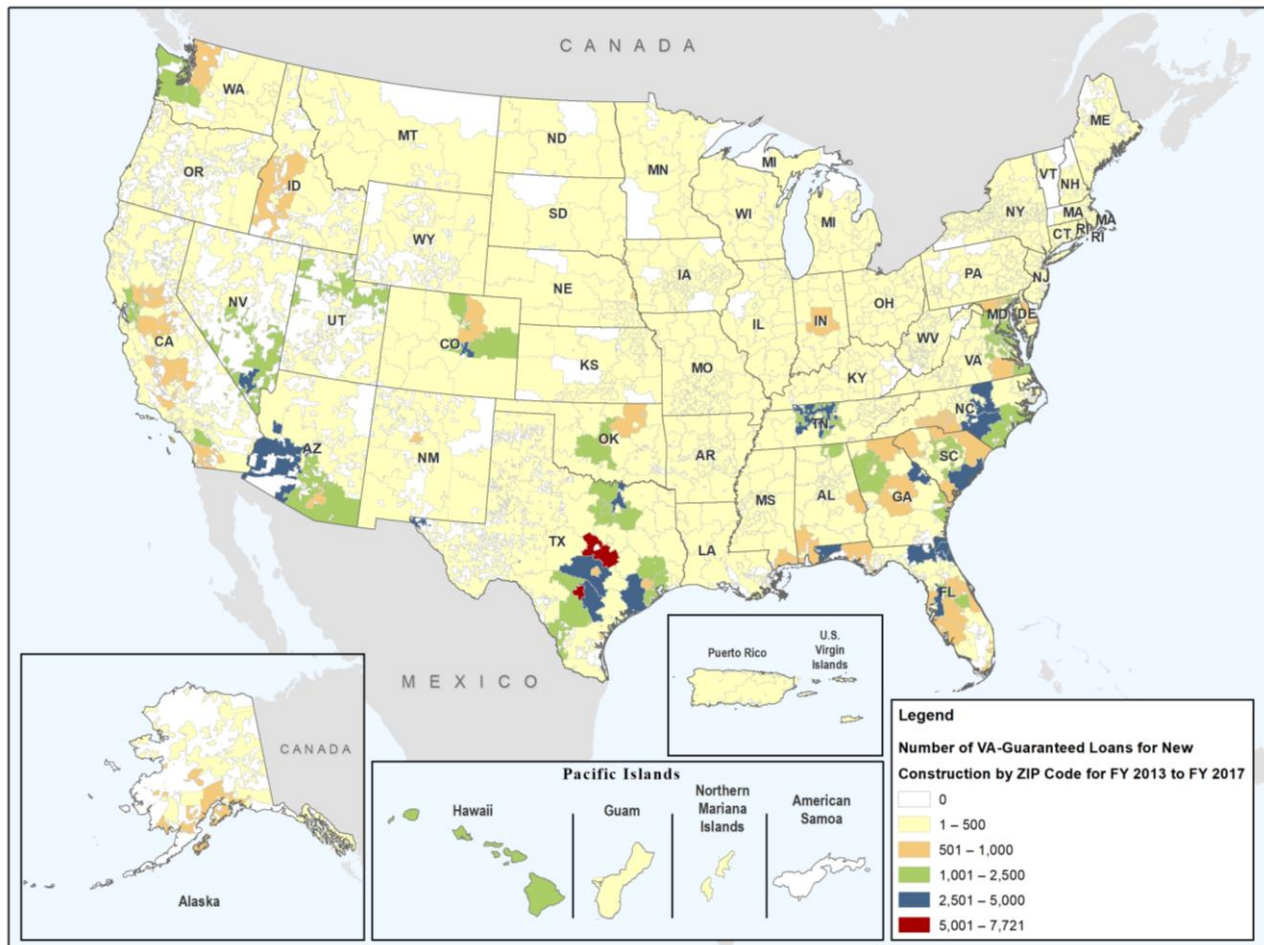 CANADA
WA
MT
ND
MN
MI
ME
OR
ID
SD
WI
MI
VT
NH
NY
MA
MA
CT
RI
RI
WY
IA
PA
NJ
NE
OH
NV
UT
IL
IN
MD
DE
WV
CA
CO
KS
MO
VA
KY
NC
TN
AZ
NM
OK
AR
SC
MS
AL
GA
TX
LA
FL
MEXICO
Puerto Rico
U.S.
Virgin
Islands
CANADA
Alaska
Pacific Islands
Hawaii
Guam
Northern
Mariana
Islands
American
Samoa
Legend
Number of VA-Guaranteed Loans for New
Construction by ZIP Code for FY 2013 to FY 2017
0
1 – 500
501 – 1,000
1,001 – 2,500
2,501 – 5,000
5,001 – 7,721